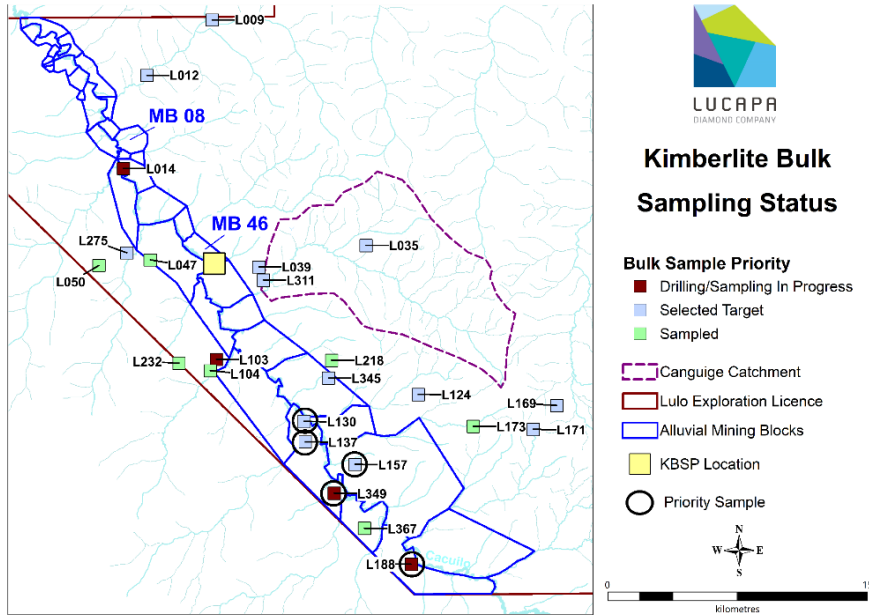 L009
L012
MB 08
L014
MB 46
L275
L035
L047
L039
L050
L311
L103
L218
L232
L104
L345
L124
L169
L130
L173
L171
L137
L157
L349
L367
L188
Cacuilo
LUCAPA
DIAMOND COMPANY
Kimberlite Bulk
Sampling Status
Bulk Sample Priority
Drilling/Sampling In Progress
Selected Target
Sampled
Canguige Catchment
Lulo Exploration Licence
Alluvial Mining Blocks
KBSP Location
Priority Sample
N
W E
S
0 15
kilometres